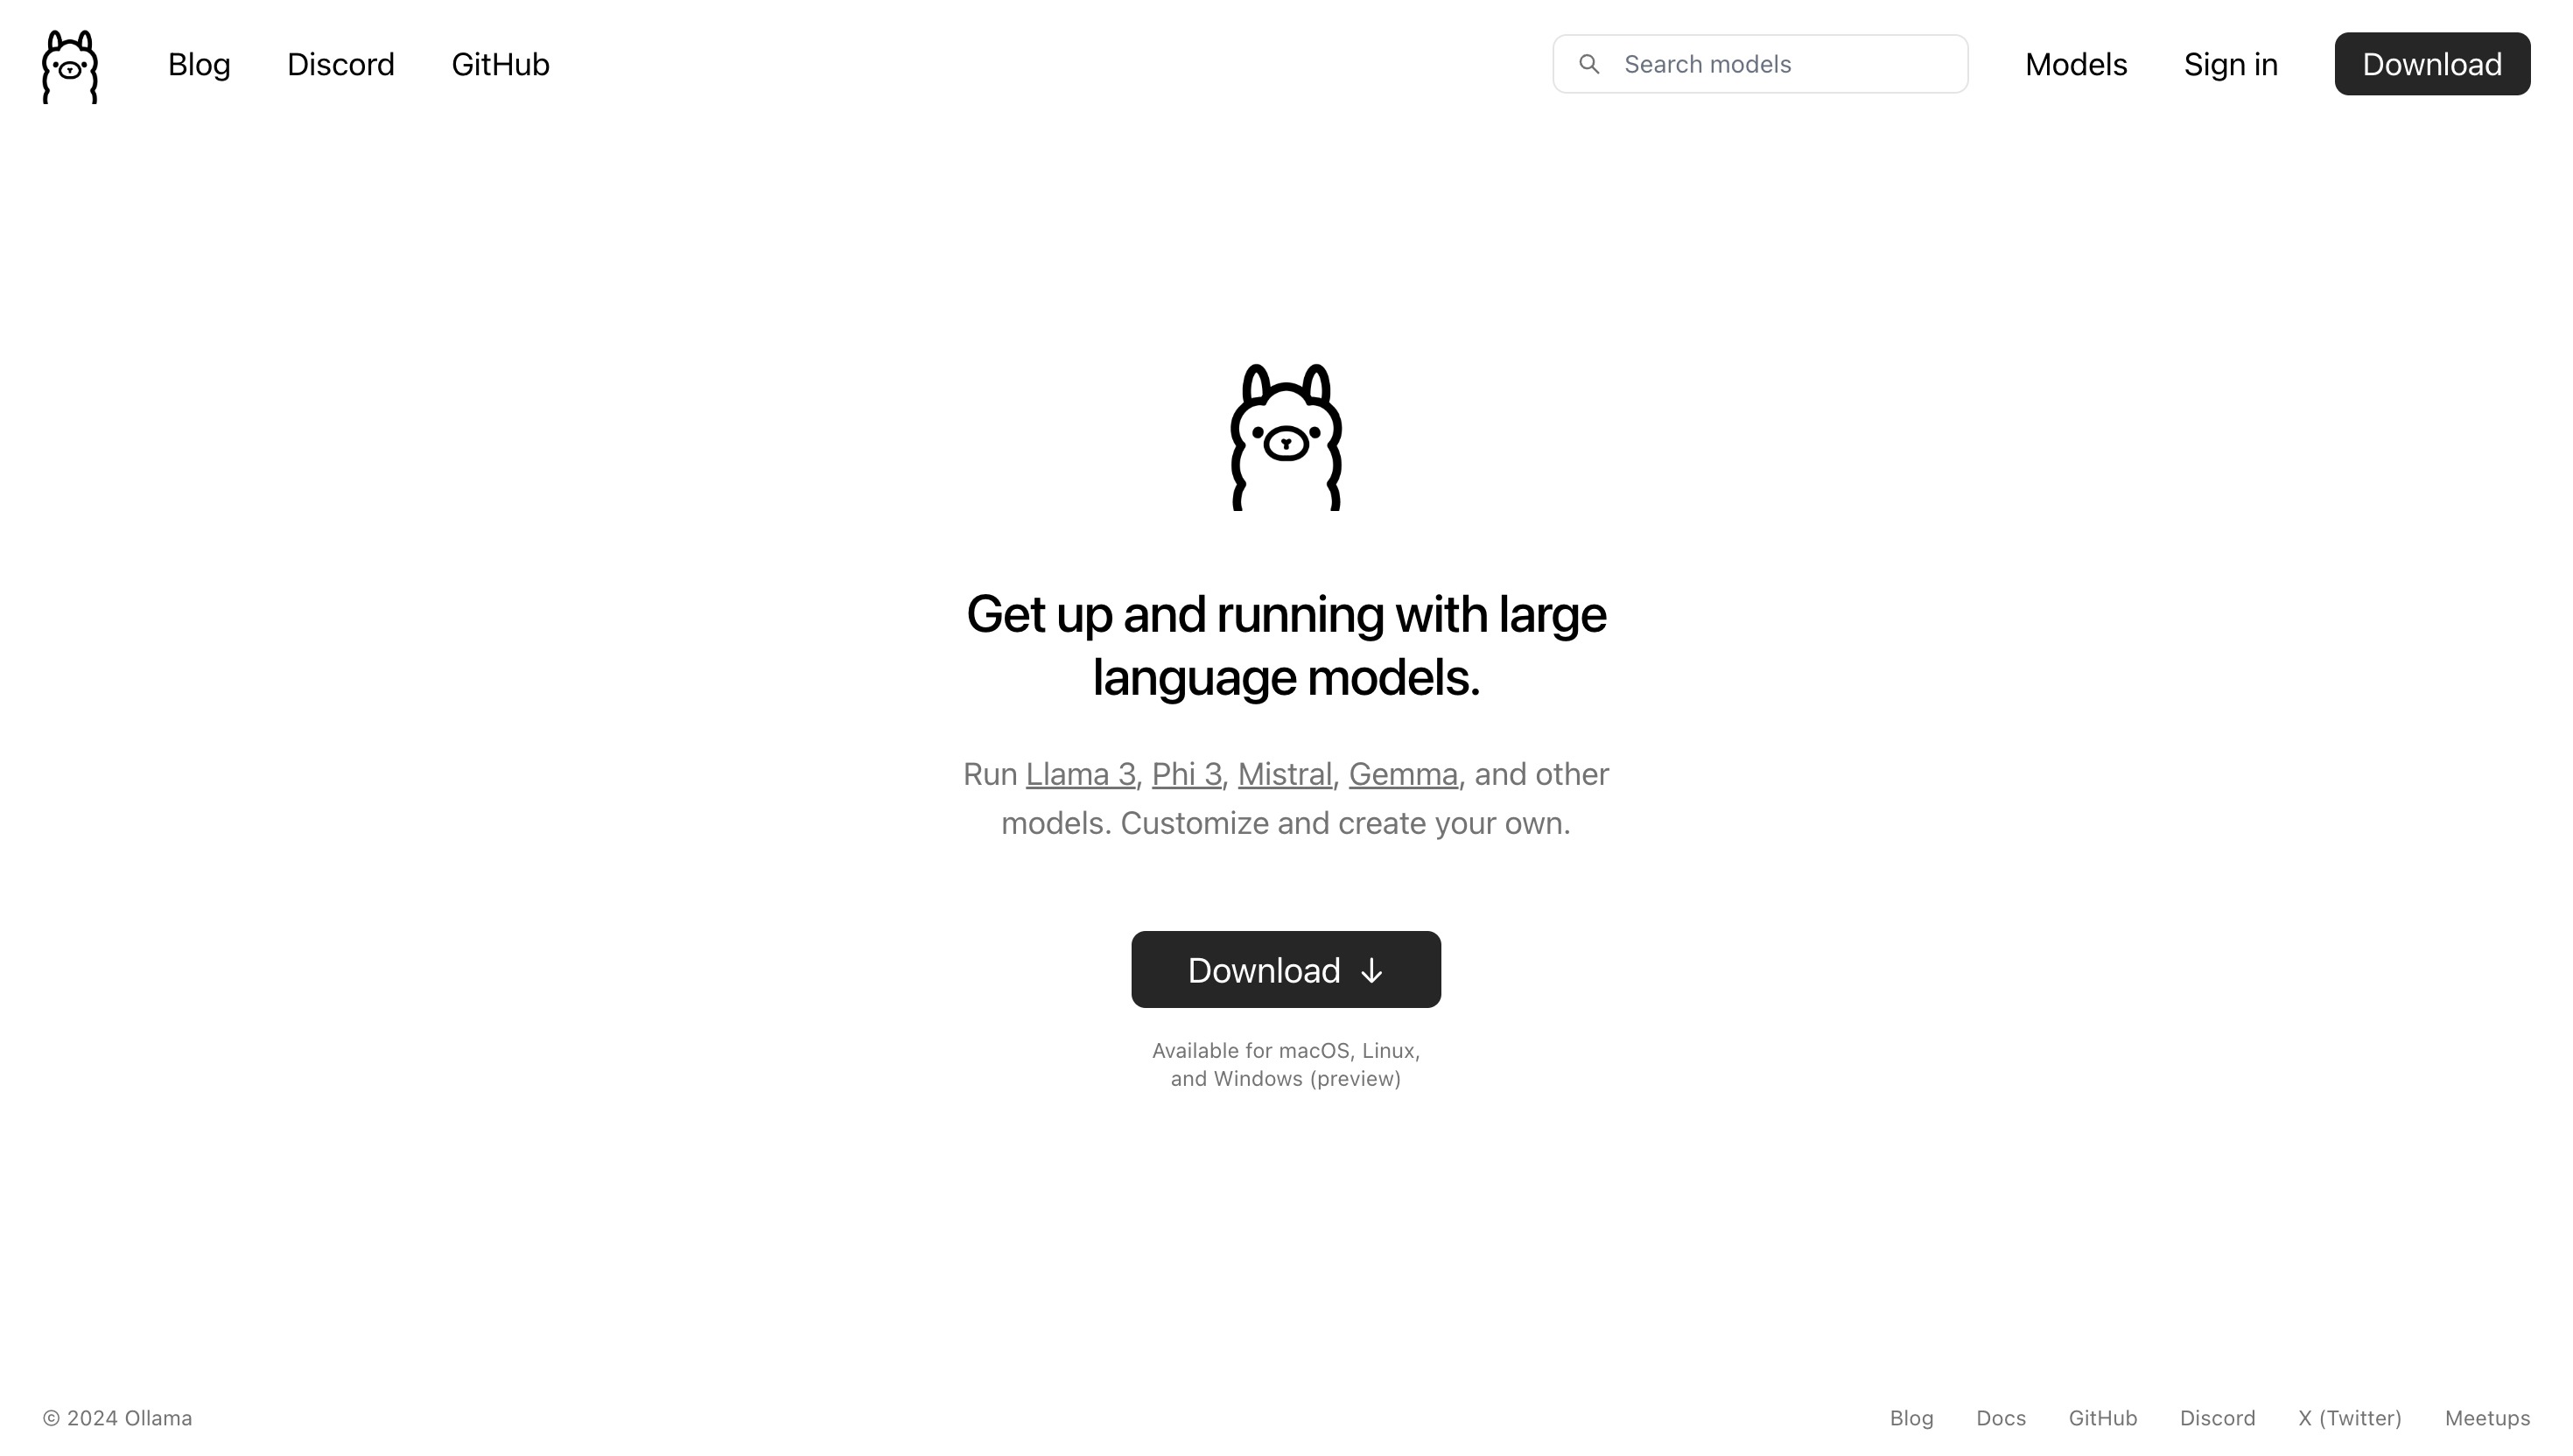 Blog Discord GitHub Search models Models Sign in Download
Get up and running with large
language models.
Run Llama 3, Phi 3, Mistral, Gemma, and other
models. Customize and create your own.
Download ↓
Available for macOS, Linux,
and Windows (preview)
© 2024 Ollama Blog Docs GitHub Discord X (Twitter) Meetups